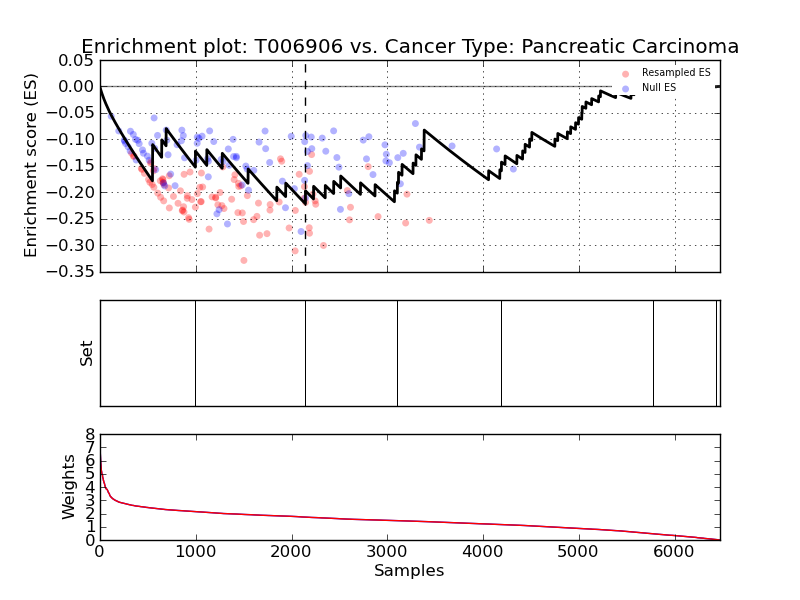 Enrichment plot: T006906 vs. Cancer Type: Pancreatic Carcinoma
Enrichment score (ES)
0.05
0.00
−0.05
−0.10
−0.15
−0.20
−0.25
−0.30
−0.35
Resampled ES
Null ES
Set
Weights
8
7
6
5
4
3
2
1
0
0 1000 2000 3000 4000 5000 6000
Samples